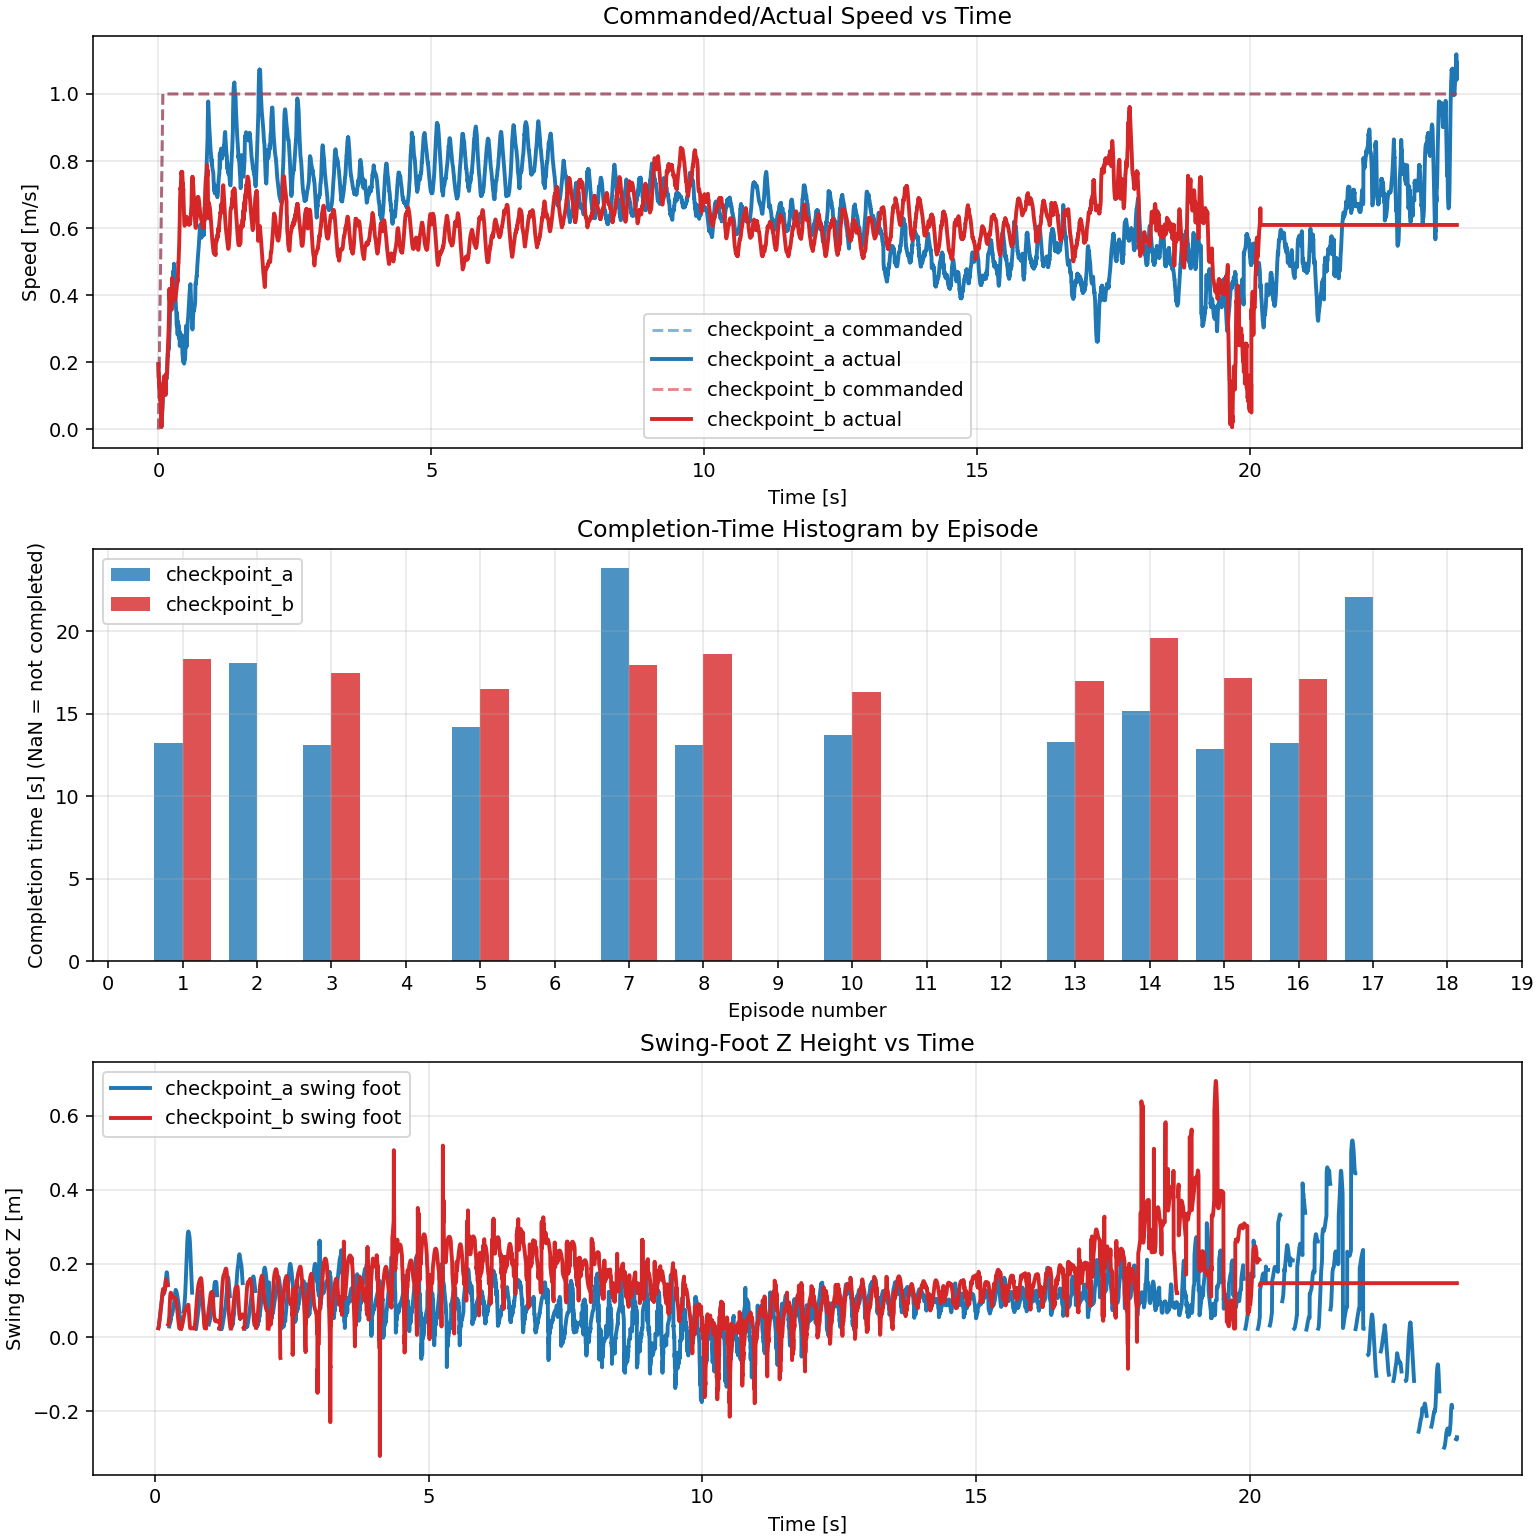 Commanded/Actual Speed vs Time
Speed [m/s]
1.0
0.8
0.6
0.4
0.2
0.0
checkpoint_a commanded
checkpoint_a actual
checkpoint_b commanded
checkpoint_b actual
0 5 10 15 20
Time [s]
Completion-Time Histogram by Episode
Completion time [s] (NaN = not completed)
checkpoint_a
checkpoint_b
20
15
10
5
0
0 1 2 3 4 5 6 7 8 9 10 11 12 13 14 15 16 17 18 19
Episode number
Swing-Foot Z Height vs Time
Swing foot Z [m]
checkpoint_a swing foot
checkpoint_b swing foot
0.6
0.4
0.2
0.0
−0.2
0 5 10 15 20
Time [s]